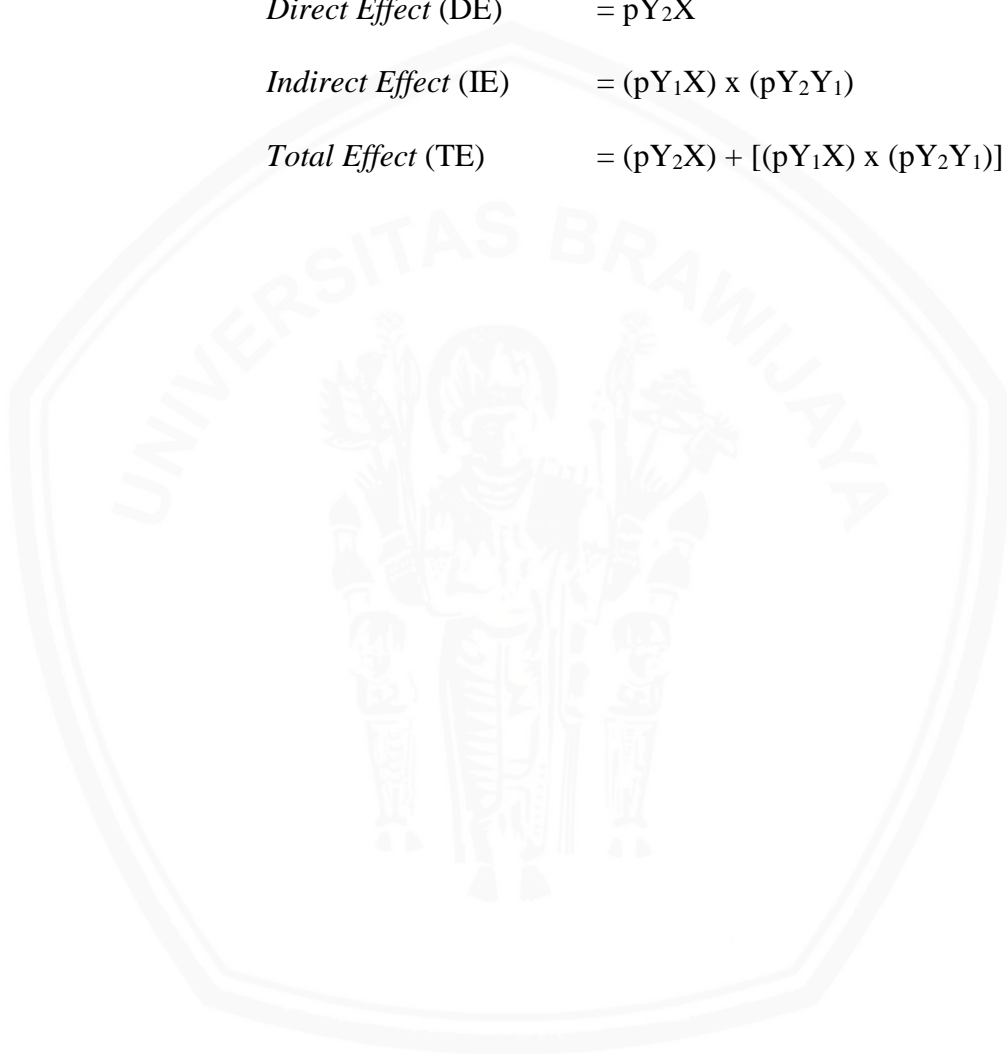 Direct Effect (DE) = pY₂X
Indirect Effect (IE) = (pY₁X) x (pY₂Y₁)
Total Effect (TE) = (pY₂X) + [(pY₁X) x (pY₂Y₁)]
UNIVERSITAS BRAWIJAYA